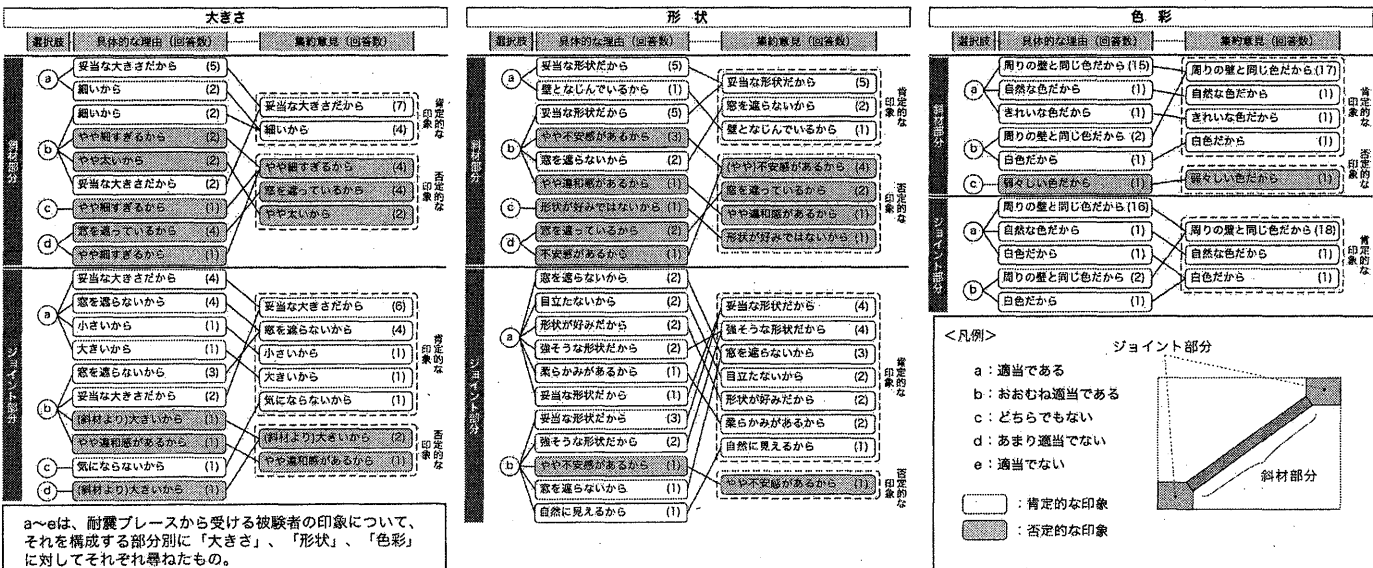 大きさ
選択肢 具体的な理由（回答数） 集約意見（回答数）
斜材部分
a
妥当な大きさだから (5)
細いから (2)
b
細いから (2)
やや細すぎるから (2)
やや太いから (2)
妥当な大きさだから (2)
c
やや細すぎるから (1)
d
窓を遮っているから (4)
やや細すぎるから (1)
妥当な大きさだから (7)
細いから (4)
肯定的な印象
やや細すぎるから (4)
窓を遮っているから (4)
やや太いから (2)
否定的な印象
ジョイント部分
a
妥当な大きさだから (4)
窓を遮らないから (4)
小さいから (1)
大きいから (1)
b
窓を遮らないから (3)
妥当な大きさだから (2)
(斜材より)大きいから (1)
やや違和感があるから (1)
c
気にならないから (1)
d
(斜材より)大きいから (1)
妥当な大きさだから (6)
窓を遮らないから (4)
小さいから (1)
大きいから (1)
気にならないから (1)
肯定的な印象
(斜材より)大きいから (2)
やや違和感があるから (1)
否定的な印象
a〜eは、耐震ブレースから受ける被験者の印象について、
それを構成する部分別に「大きさ」、「形状」、「色彩」
に対してそれぞれ尋ねたもの。
形 状
選択肢 具体的な理由（回答数） 集約意見（回答数）
斜材部分
a
妥当な形状だから (5)
壁となじんでいるから (1)
b
妥当な形状だから (5)
やや不安感があるから (3)
窓を遮らないから (2)
やや違和感があるから (1)
c
形状が好みではないから (1)
d
窓を遮っているから (2)
不安感があるから (1)
妥当な形状だから (5)
窓を遮らないから (2)
壁となじんでいるから (1)
肯定的な印象
(やや)不安感があるから (4)
窓を遮っているから (2)
やや違和感があるから (1)
形状が好みではないから (1)
否定的な印象
ジョイント部分
a
窓を遮らないから (2)
目立たないから (2)
形状が好みだから (2)
強そうな形状だから (2)
柔らかみがあるから (1)
妥当な形状だから (1)
b
妥当な形状だから (3)
強そうな形状だから (2)
やや不安感があるから (1)
窓を遮らないから (1)
自然に見えるから (1)
妥当な形状だから (4)
強そうな形状だから (4)
窓を遮らないから (3)
目立たないから (2)
形状が好みだから (2)
柔らかみがあるから (2)
自然に見えるから (1)
肯定的な印象
やや不安感があるから (1)
否定的な印象
色 彩
選択肢 具体的な理由（回答数） 集約意見（回答数）
斜材部分
a
周りの壁と同じ色だから (15)
自然な色だから (1)
きれいな色だから (1)
b
周りの壁と同じ色だから (2)
白色だから (1)
c
弱々しい色だから (1)
周りの壁と同じ色だから (17)
自然な色だから (1)
きれいな色だから (1)
白色だから (1)
肯定的な印象
弱々しい色だから (1)
否定的な印象
ジョイント部分
a
周りの壁と同じ色だから (16)
自然な色だから (1)
白色だから (1)
b
周りの壁と同じ色だから (2)
白色だから (1)
周りの壁と同じ色だから (18)
自然な色だから (1)
白色だから (1)
肯定的な印象
＜凡例＞
a：適当である
b：おおむね適当である
c：どちらでもない
d：あまり適当でない
e：適当でない
：肯定的な印象
：否定的な印象
ジョイント部分
斜材部分